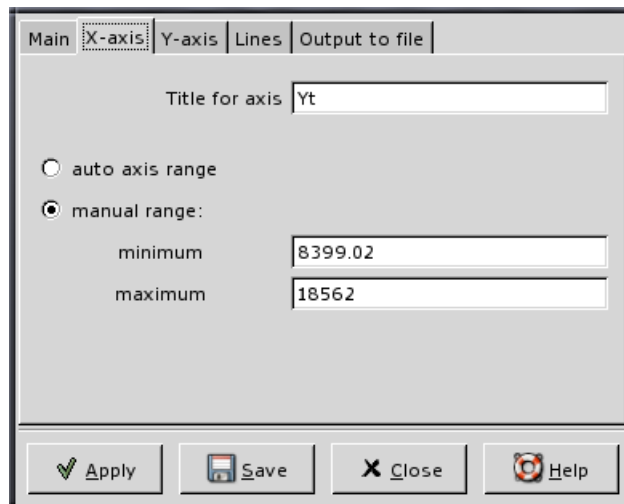 Main X-axis Y-axis Lines Output to file
Title for axis Yt
auto axis range
manual range:
minimum 8399.02
maximum 18562
Apply Save Close Help